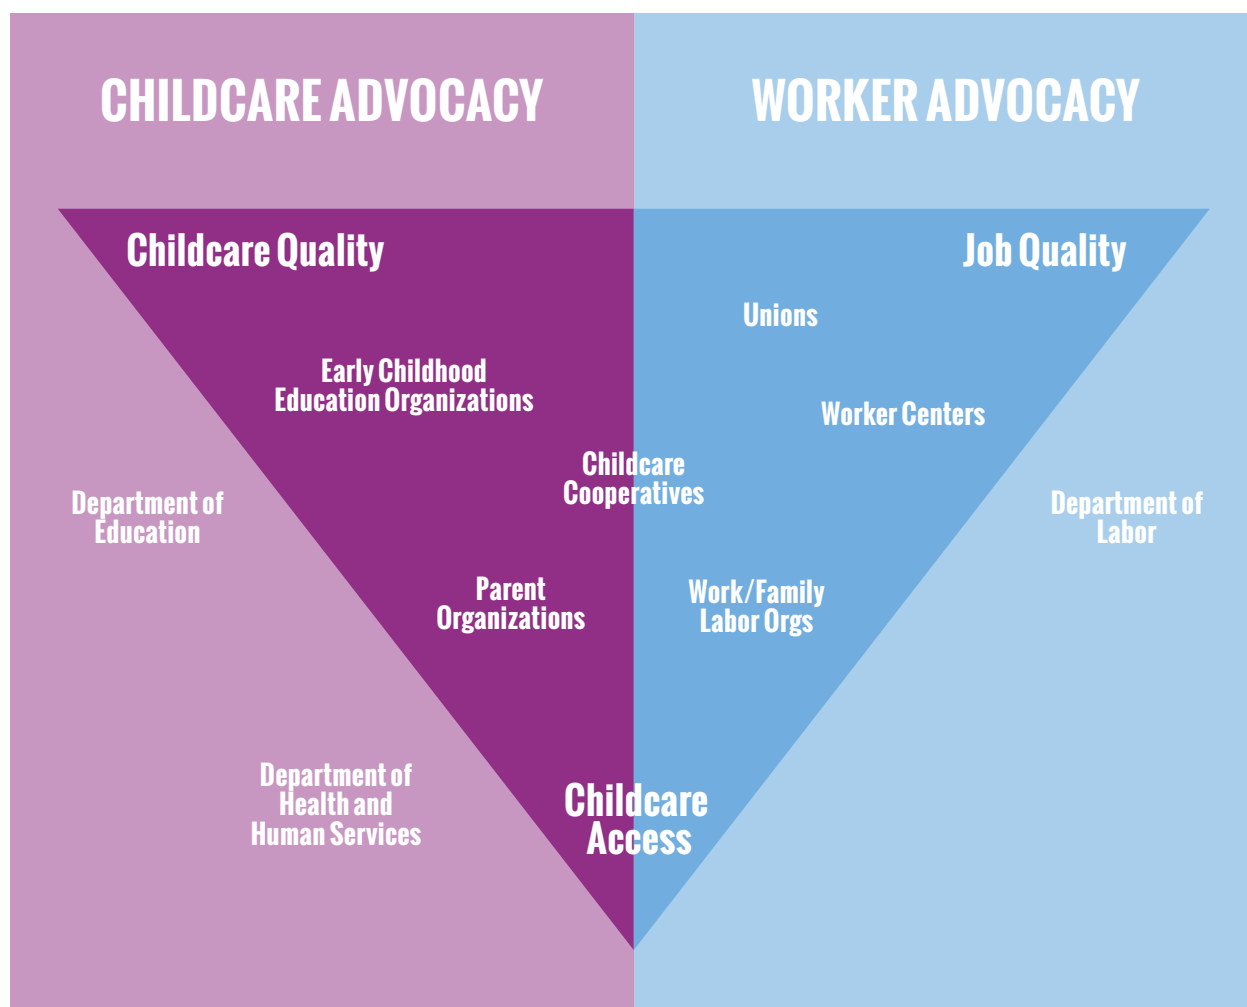 CHILDCARE ADVOCACY
WORKER ADVOCACY
Childcare Quality
Job Quality
Unions
Early Childhood
Education Organizations
Worker Centers
Childcare
Cooperatives
Department of
Education
Department of
Labor
Parent
Organizations
Work/Family
Labor Orgs
Department of
Health and
Human Services
Childcare
Access